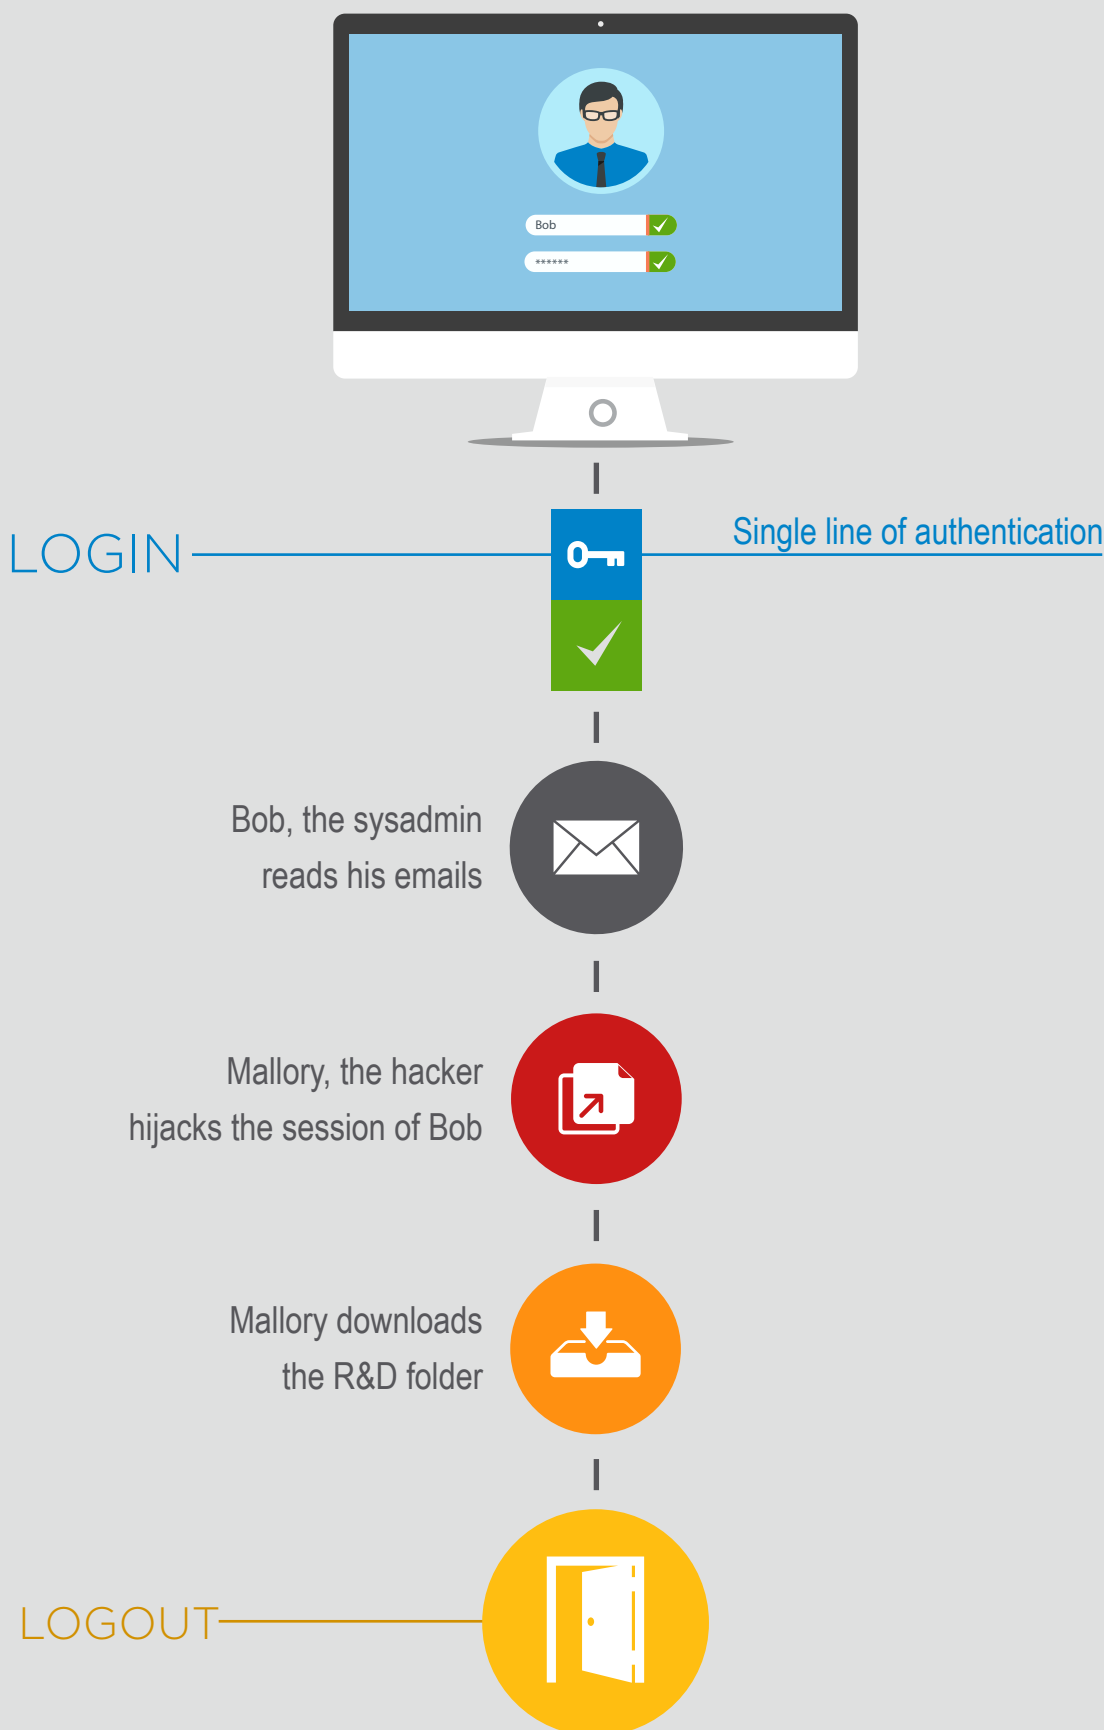 Bob
******
LOGIN
Single line of authentication
Bob, the sysadmin
reads his emails
Mallory, the hacker
hijacks the session of Bob
Mallory downloads
the R&D folder
LOGOUT